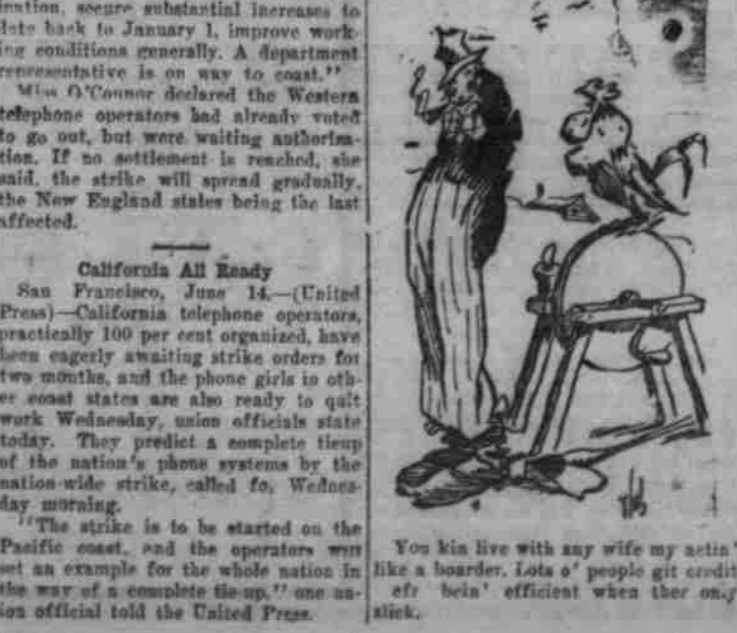 ination, secure substantial increases to
date back to January 1, improve work-
ing conditions generally. A department
representative is on way to coast."
Miss O'Connor declared the Western
telephone operators had already voted
to go out, but were waiting authoriza-
tion. If no settlement is reached, she
said, the strike will spread gradually,
the New England states being the last
affected.
California All Ready
San Francisco, June 14.—(United
Press)—California telephone operators,
practically 100 per cent organized, have
been eagerly awaiting strike orders for
two months, and the phone girls in oth-
er coast states are also ready to quit
work Wednesday, union officials state
today. They predict a complete tieup
of the nation's phone systems by the
nation-wide strike, called fo, Wednes-
day morning.
"The strike is to be started on the
Pacific coast, and the operators will
set an example for the whole nation in
the way of a complete tie-up," one un-
ion official told the United Press.
You kin live with any wife my actin'
like a boarder. Lots o' people git credit
efr bein' efficient when ther only
slick.